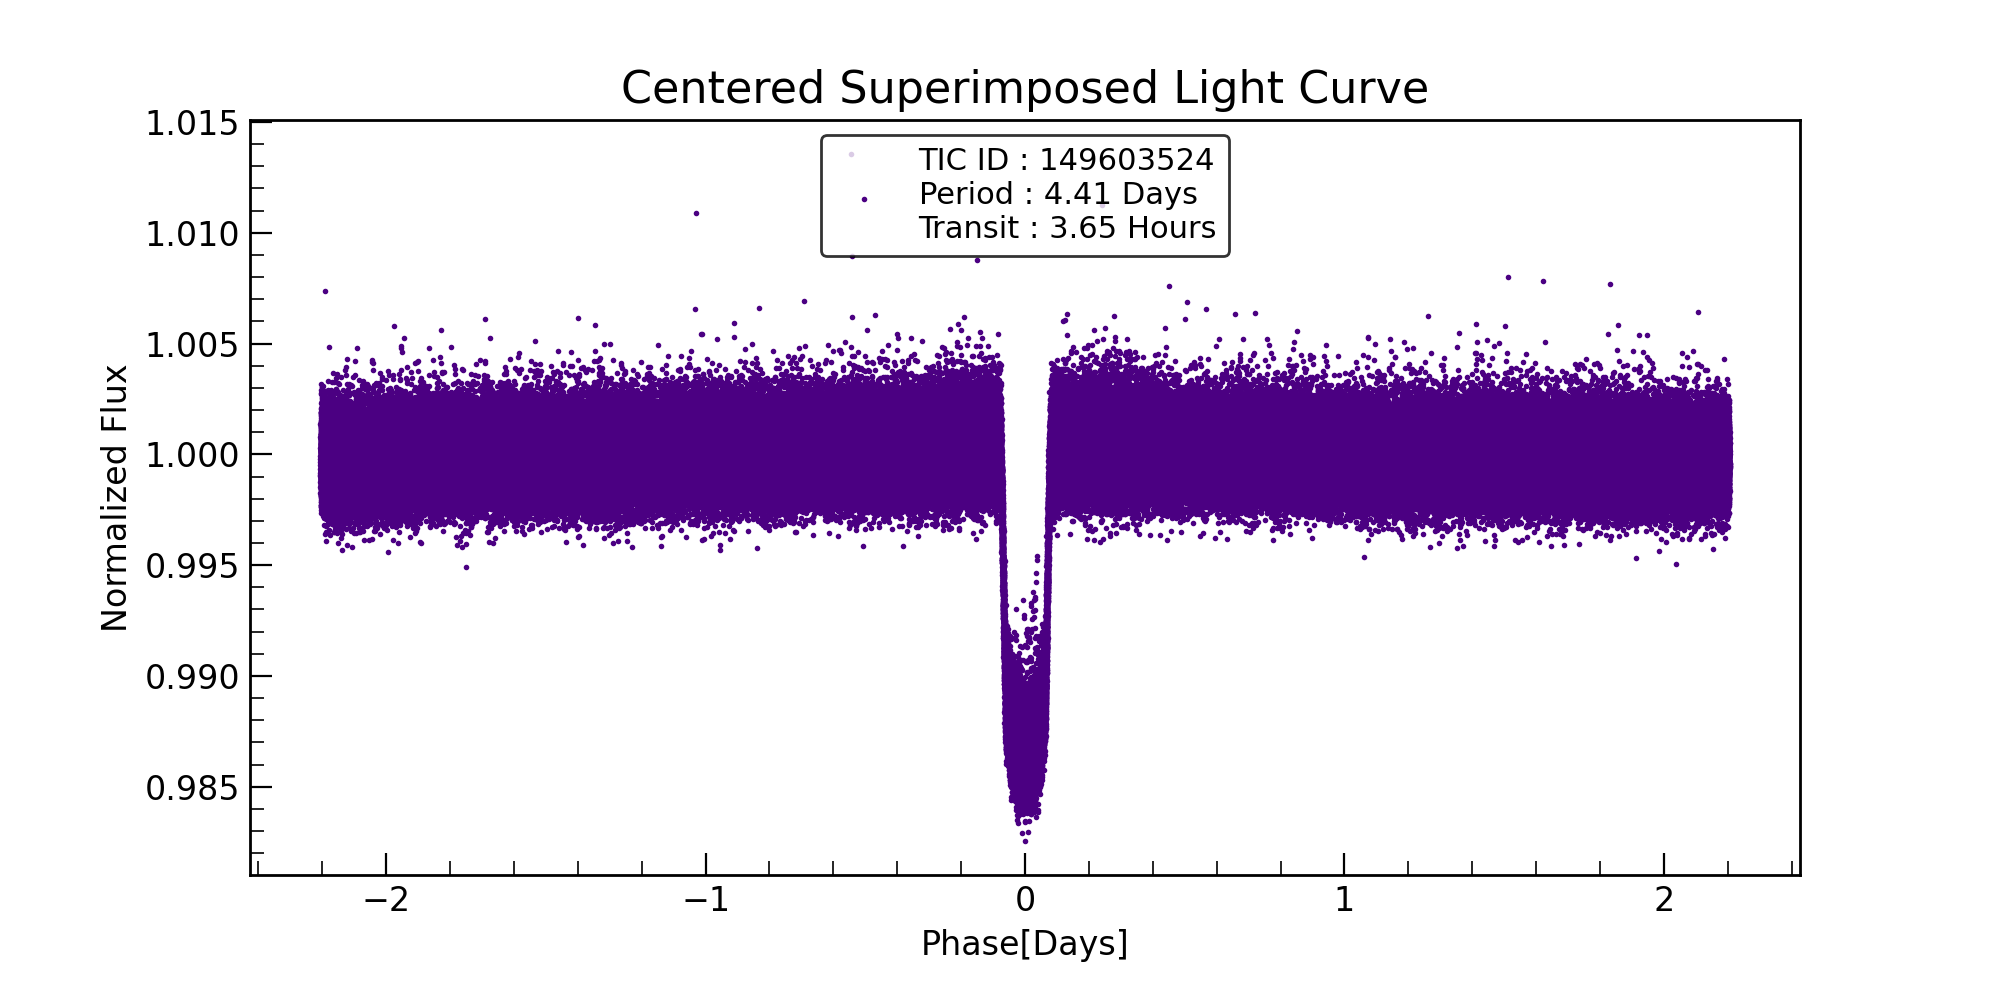 Centered Superimposed Light Curve
TIC ID : 149603524
Period : 4.41 Days
Transit : 3.65 Hours
1.015
1.010
1.005
1.000
0.995
0.990
0.985
Normalized Flux
−2 −1 0 1 2
Phase[Days]